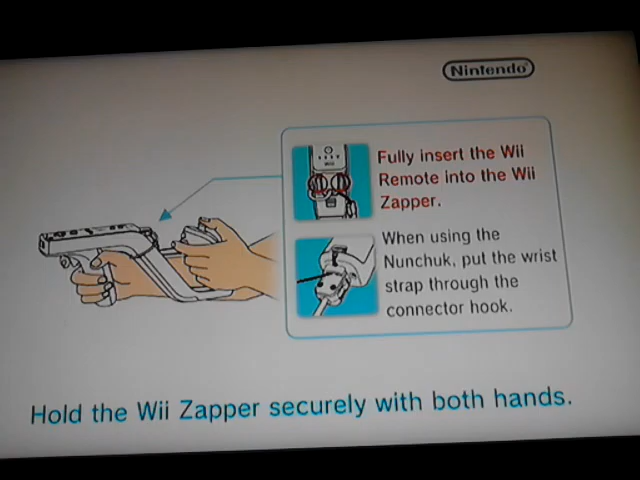 Nintendo
Fully insert the Wii
Remote into the Wii
Zapper.
When using the
Nunchuk, put the wrist
strap through the
connector hook.
Hold the Wii Zapper securely with both hands.